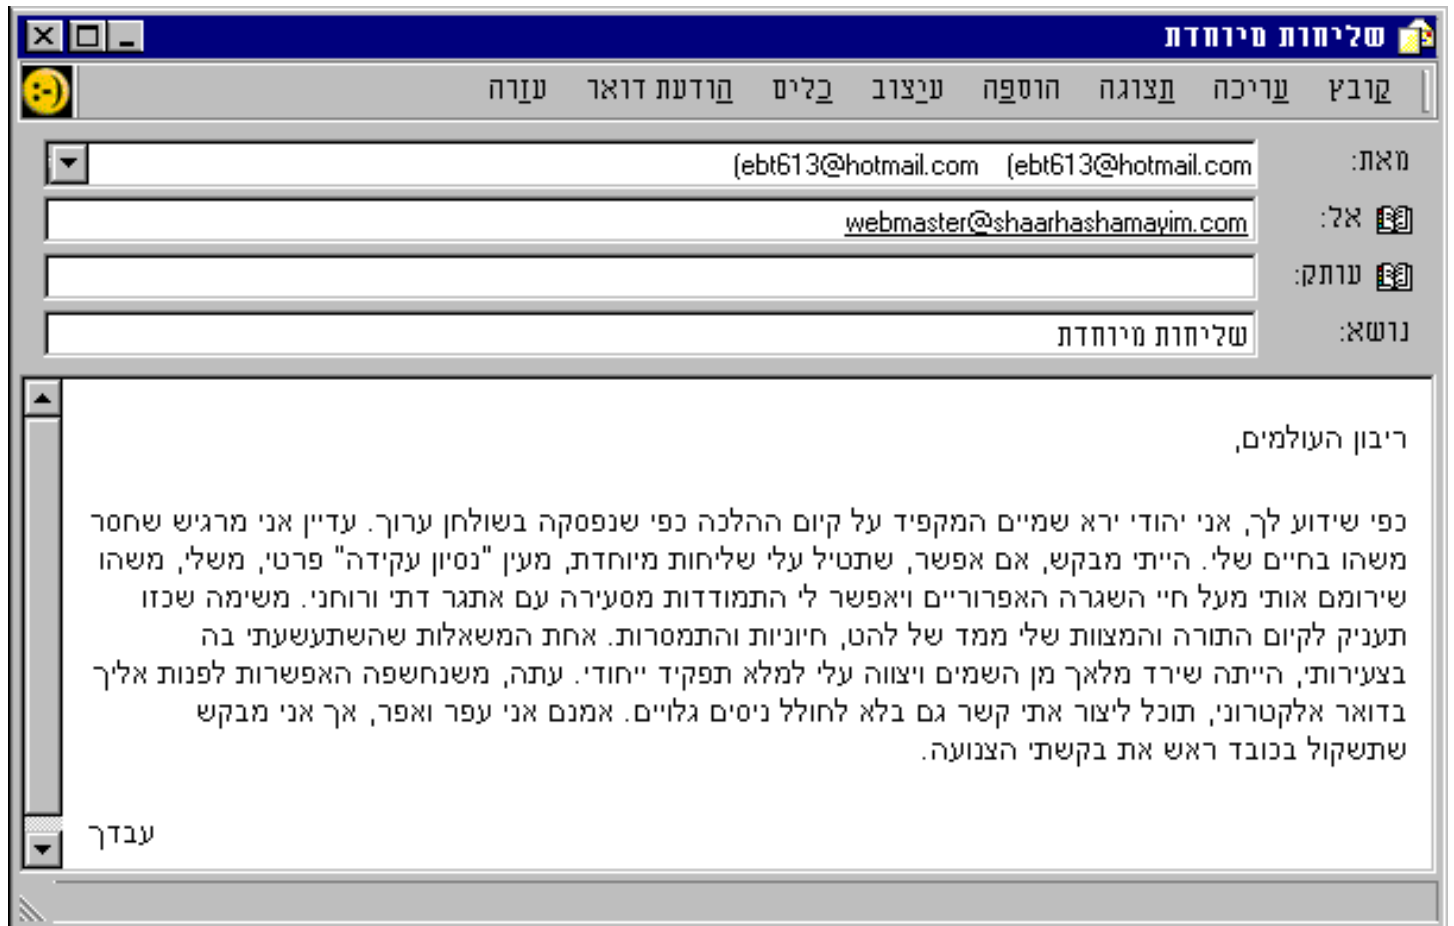 שליחות מיוחדת
קובץ עריכה תצוגה הוספה עיצוב כלים הודעת דואר עזרה
מאת: (ebt613@hotmail.com (ebt613@hotmail.com
אל: webmaster@shaarhashamayim.com
עותק:
נושא: שליחות מיוחדת
ריבון העולמים,
כפי שידוע לך, אני יהודי ירא שמיים המקפיד על קיום ההלכה כפי שנפסקה בשולחן ערוך. עדיין אני מרגיש שחסר
משהו בחיים שלי. הייתי מבקש, אם אפשר, שתטיל עלי שליחות מיוחדת, מעין "נסיון עקידה" פרטי, משלי, משהו
שירומם אותי מעל חיי השגרה האפרוריים ויאפשר לי התמודדות מסעירה עם אתגר דתי ורוחני. משימה שכזו
תעניק לקיום התורה והמצוות שלי ממד של להט, חיוניות והתמסרות. אחת המשאלות שהשתעשעתי בה
בצעירותי, הייתה שירד מלאך מן השמים ויצווה עלי למלא תפקיד ייחודי. עתה, משנחשפה האפשרות לפנות אליך
בדואר אלקטרוני, תוכל ליצור אתי קשר גם בלא לחולל ניסים גלויים. אמנם אני עפר ואפר, אך אני מבקש
שתשקול בכובד ראש את בקשתי הצנועה.
עבדך